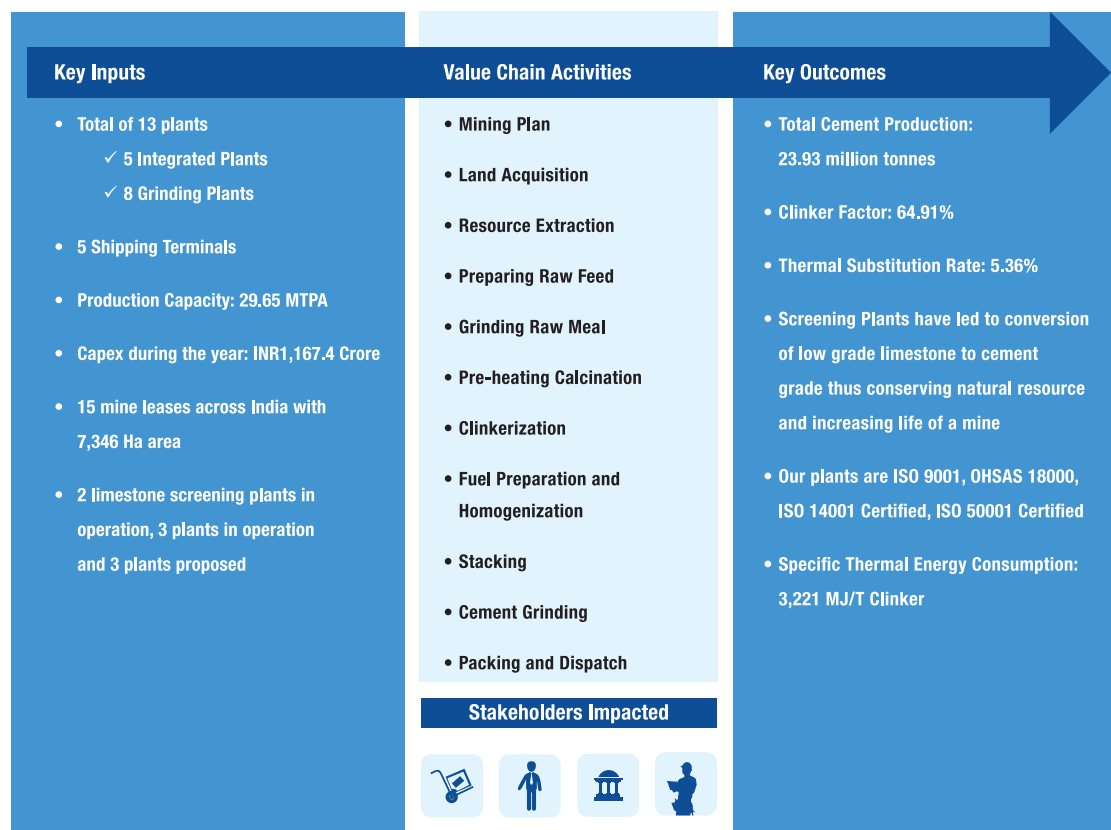 Key Inputs
• Total of 13 plants
✓ 5 Integrated Plants
✓ 8 Grinding Plants
• 5 Shipping Terminals
• Production Capacity: 29.65 MTPA
• Capex during the year: INR1,167.4 Crore
• 15 mine leases across India with
7,346 Ha area
• 2 limestone screening plants in
operation, 3 plants in operation
and 3 plants proposed
Value Chain Activities
• Mining Plan
• Land Acquisition
• Resource Extraction
• Preparing Raw Feed
• Grinding Raw Meal
• Pre-heating Calcination
• Clinkerization
• Fuel Preparation and
Homogenization
• Stacking
• Cement Grinding
• Packing and Dispatch
Stakeholders Impacted
Key Outcomes
• Total Cement Production:
23.93 million tonnes
• Clinker Factor: 64.91%
• Thermal Substitution Rate: 5.36%
• Screening Plants have led to conversion
of low grade limestone to cement
grade thus conserving natural resource
and increasing life of a mine
• Our plants are ISO 9001, OHSAS 18000,
ISO 14001 Certified, ISO 50001 Certified
• Specific Thermal Energy Consumption:
3,221 MJ/T Clinker